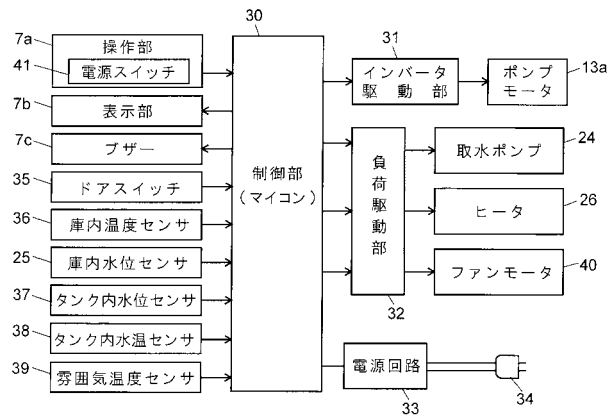 30
7a
操作部
41
電源スイッチ
7b
表示部
7c
ブザー
35
ドアスイッチ
36
庫内温度センサ
25
庫内水位センサ
37
タンク内水位センサ
38
タンク内水温センサ
39
雰囲気温度センサ
制御部
(マイコン)
31
インバータ
駆動部
13a
ポンプ
モータ
負荷駆動部
32
24
取水ポンプ
26
ヒータ
40
ファンモータ
電源回路
33
34